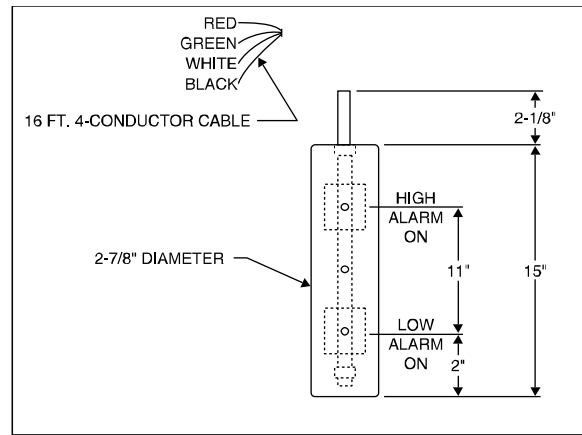 RED
GREEN
WHITE
BLACK
16 FT. 4-CONDUCTOR CABLE
2-1/8"
HIGH
ALARM
ON
2-7/8" DIAMETER
11"
15"
LOW
ALARM
ON
2"